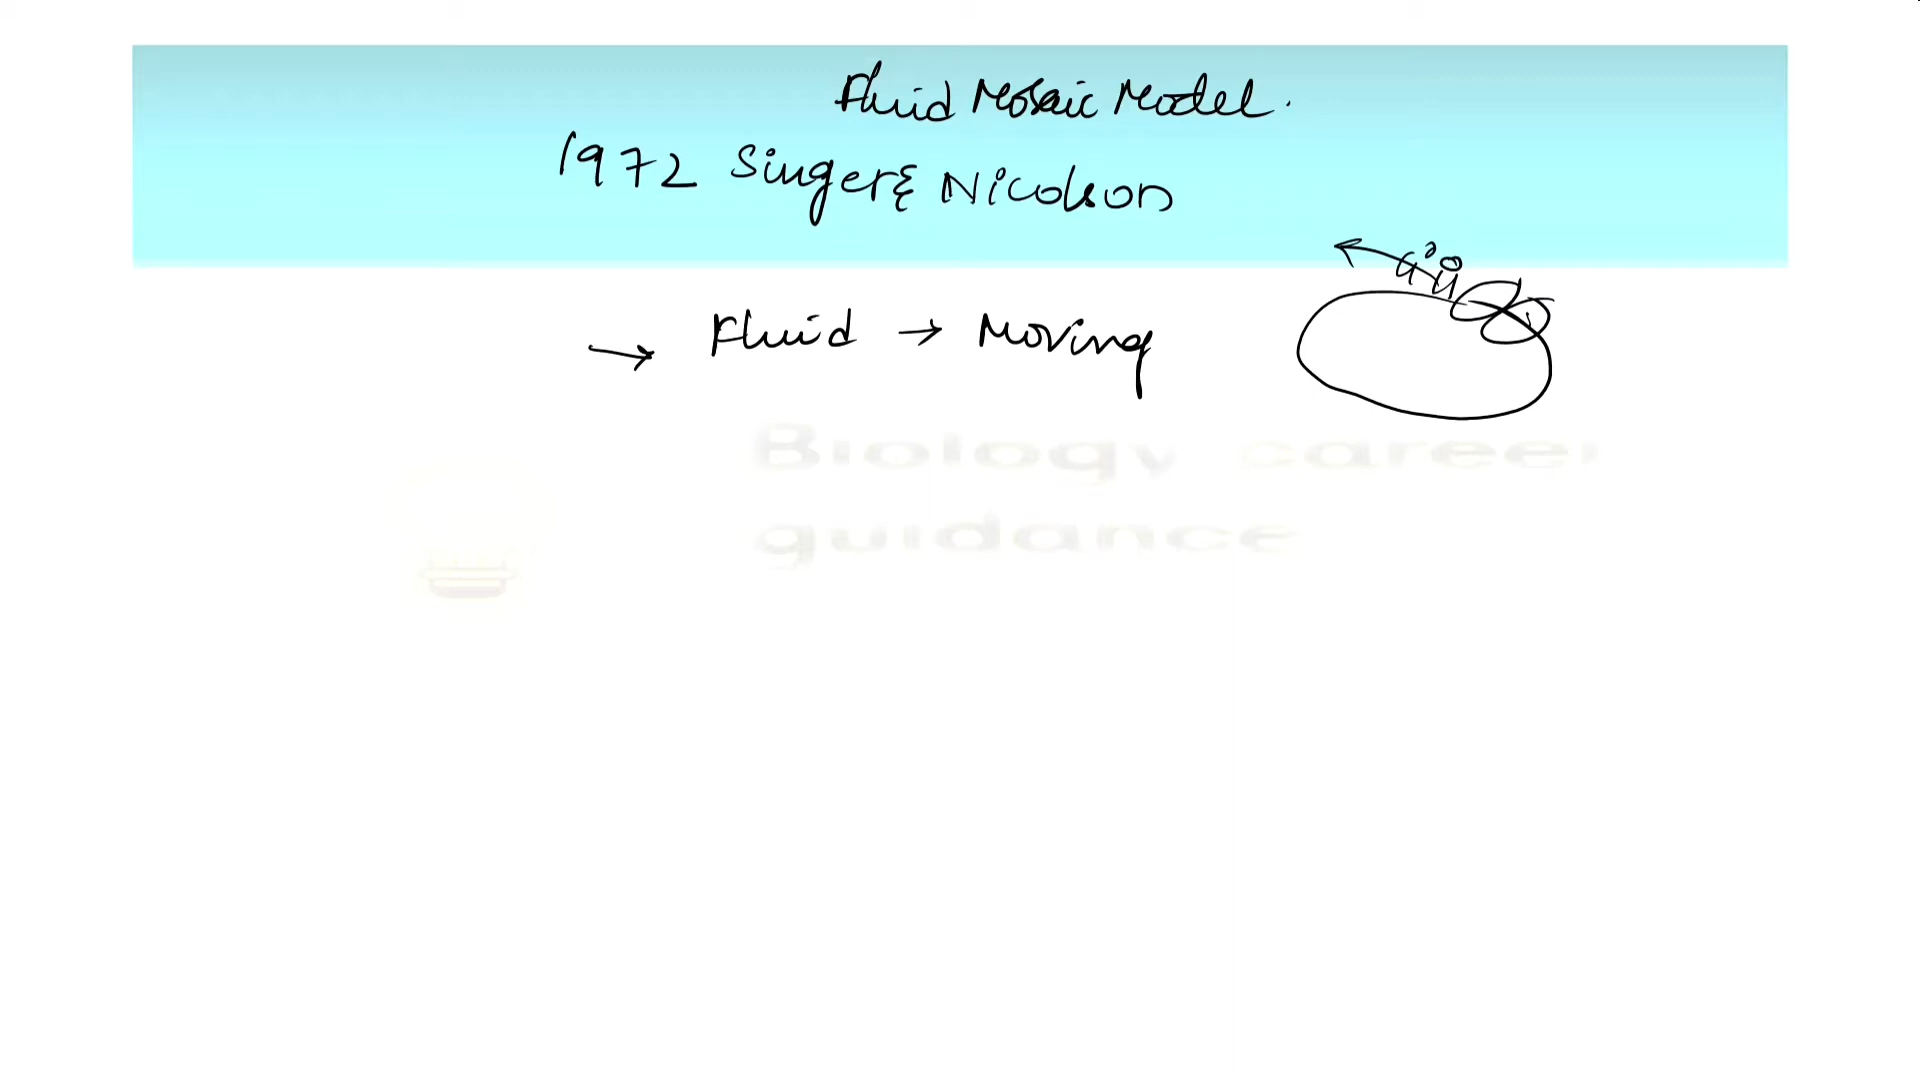 Fluid Mosaic Model.
1972 Singer & Nicolson
→ Fluid → Moving
Biology career
guidance